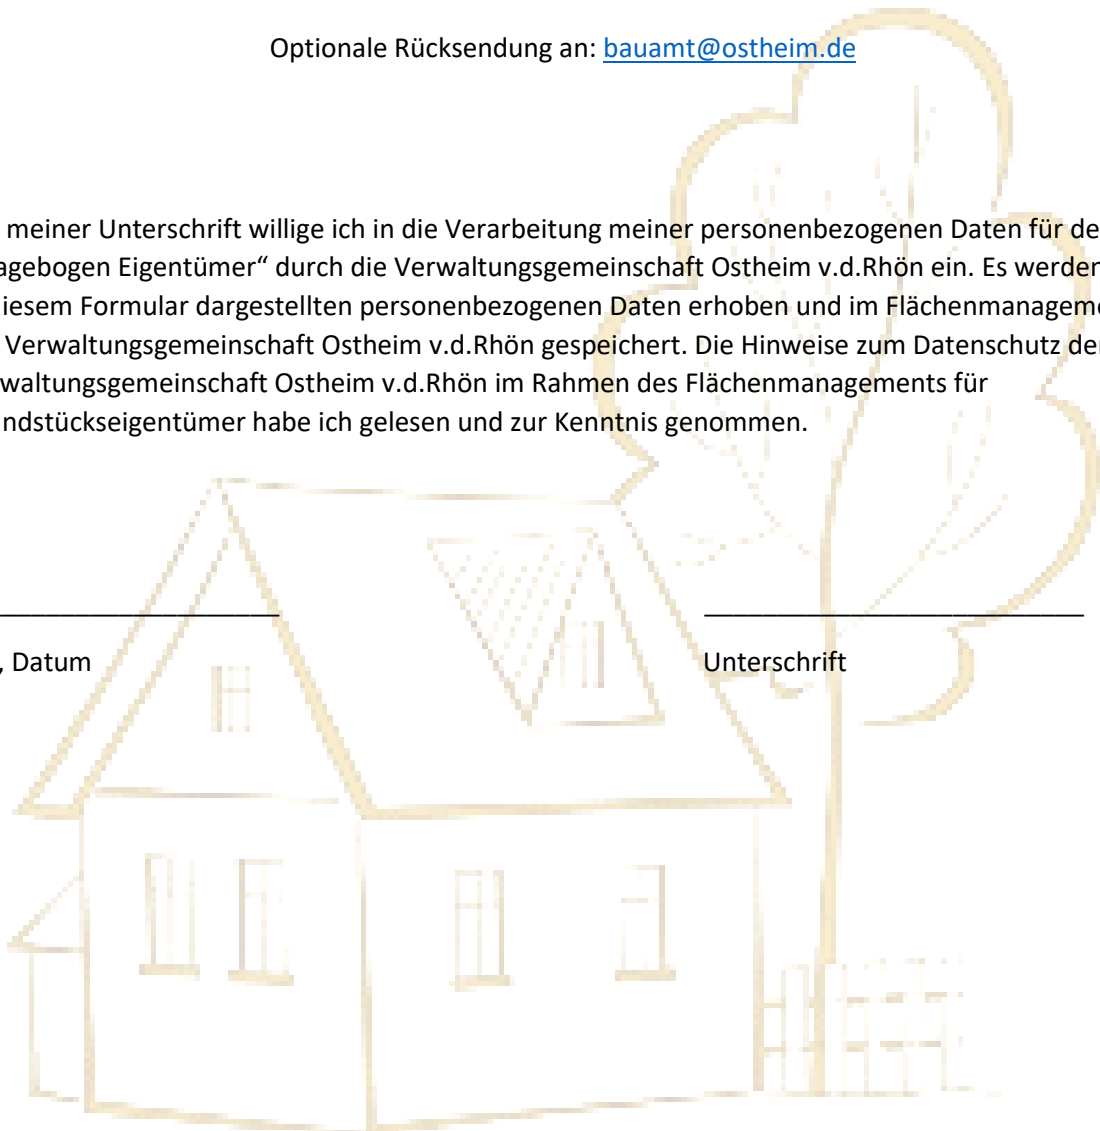 Optionale Rücksendung an: bauamt@ostheim.de
meiner Unterschrift willige ich in die Verarbeitung meiner personenbezogenen Daten für de
agebogen Eigentümer“ durch die Verwaltungsgemeinschaft Ostheim v.d.Rhön ein. Es werden
iesem Formular dargestellten personenbezogenen Daten erhoben und im Flächenmanageme
Verwaltungsgemeinschaft Ostheim v.d.Rhön gespeichert. Die Hinweise zum Datenschutz der
waltungsgemeinschaft Ostheim v.d.Rhön im Rahmen des Flächenmanagements für
ndstückseigentümer habe ich gelesen und zur Kenntnis genommen.
, Datum Unterschrift